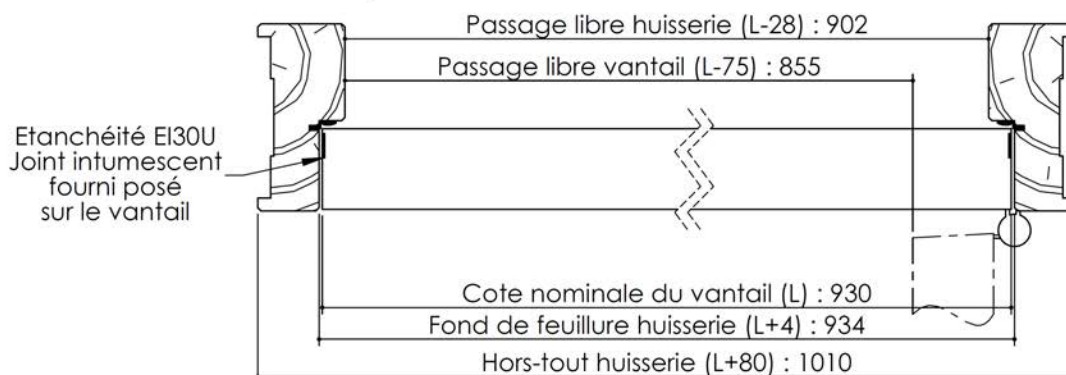 Passage libre huisserie (L-28) : 902
Passage libre vantail (L-75) : 855
Etanchéité EI30U
Joint intumescent
fourni posé
sur le vantail
Cote nominale du vantail (L) : 930
Fond de feuillure huisserie (L+4) : 934
Hors-tout huisserie (L+80) : 1010